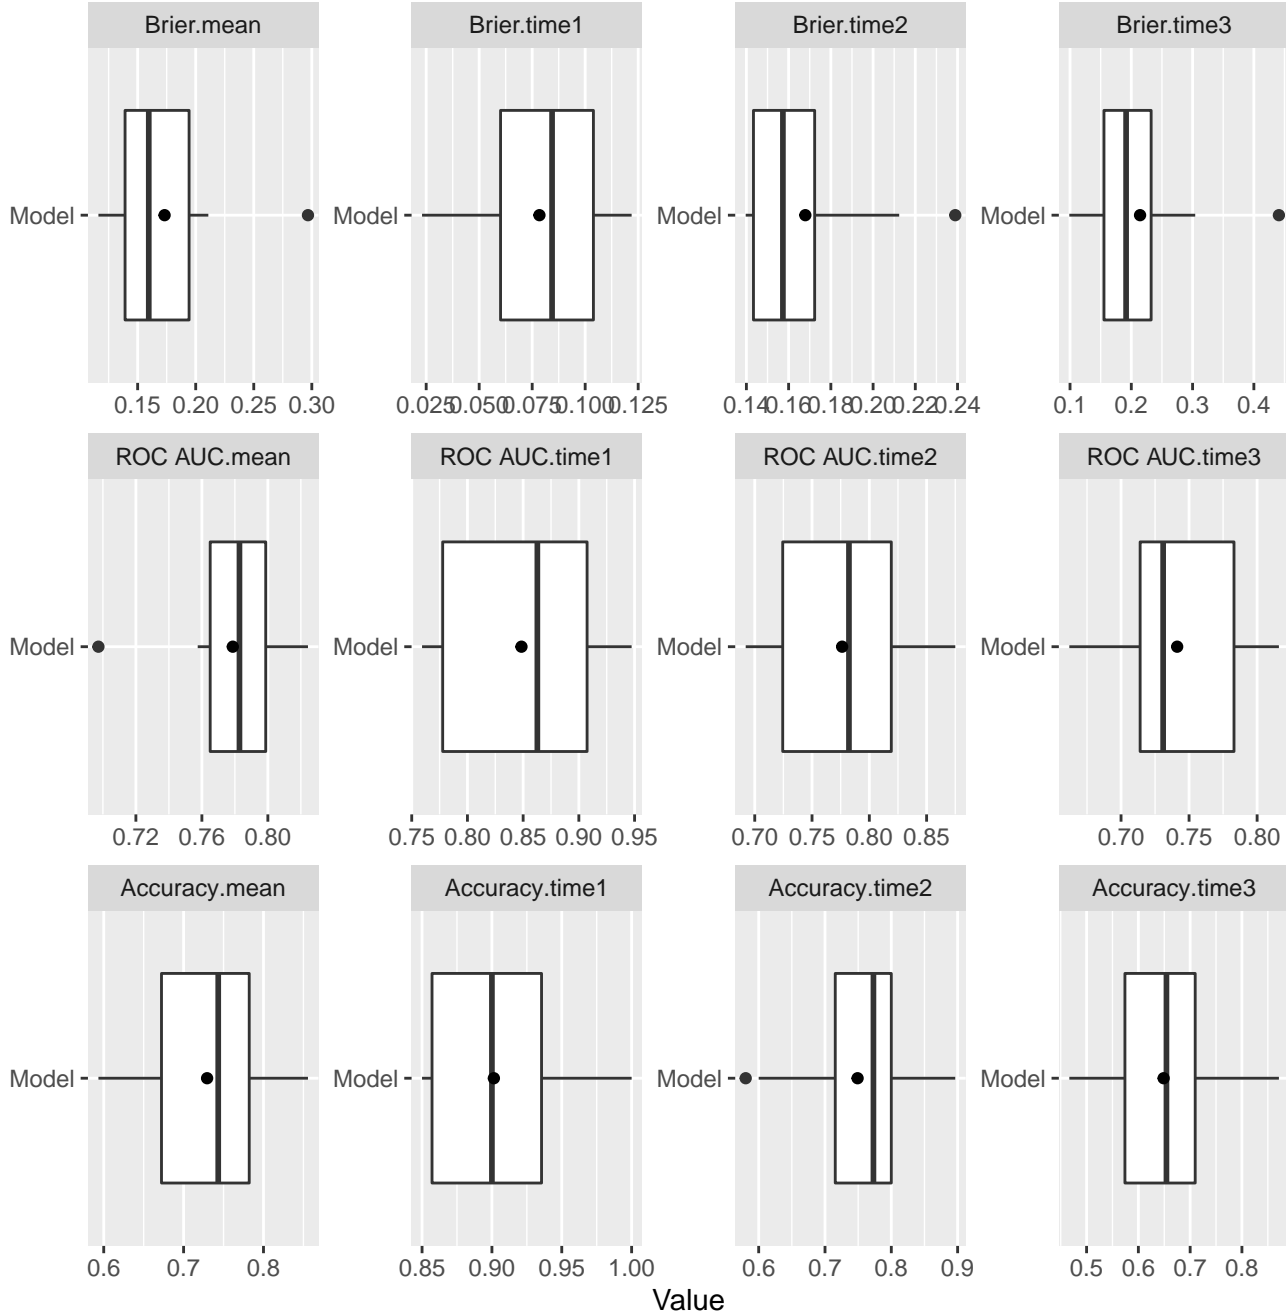 Brier.mean Brier.time1 Brier.time2 Brier.time3
Model Model Model Model
0.15 0.20 0.25 0.30 0.025 0.050 0.075 0.100 0.125 0.14 0.16 0.18 0.20 0.22 0.24 0.1 0.2 0.3 0.4
ROC AUC.mean ROC AUC.time1 ROC AUC.time2 ROC AUC.time3
Model Model Model Model
0.72 0.76 0.80 0.75 0.80 0.85 0.90 0.95 0.70 0.75 0.80 0.85 0.70 0.75 0.80
Accuracy.mean Accuracy.time1 Accuracy.time2 Accuracy.time3
Model Model Model Model
0.6 0.7 0.8 0.85 0.90 0.95 1.00 0.6 0.7 0.8 0.9 0.5 0.6 0.7 0.8
Value